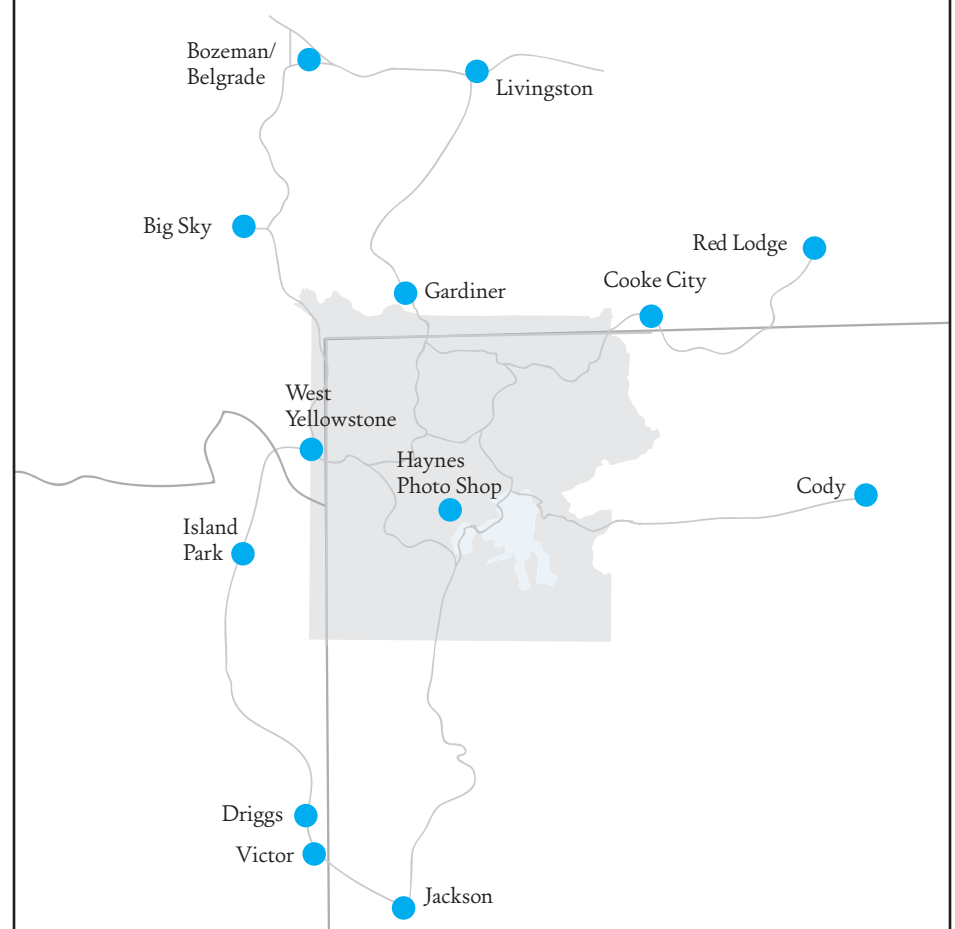 Bozeman/
Belgrade
Livingston
Big Sky
Red Lodge
Cooke City
Gardiner
West
Yellowstone
Haynes
Photo Shop
Cody
Island
Park
Driggs
Victor
Jackson